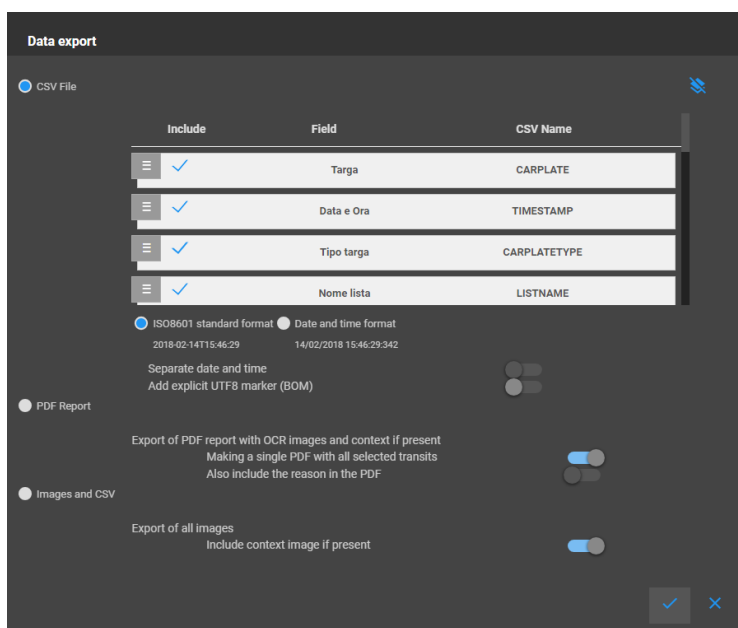 Data export
CSV File
Include Field CSV Name
Targa CARPLATE
Data e Ora TIMESTAMP
Tipo targa CARPLATETYPE
Nome lista LISTNAME
ISO8601 standard format Date and time format
2018-02-14T15:46:29 14/02/2018 15:46:29:342
Separate date and time
Add explicit UTF8 marker (BOM)
PDF Report
Export of PDF report with OCR images and context if present
Making a single PDF with all selected transits
Also include the reason in the PDF
Images and CSV
Export of all images
Include context image if present